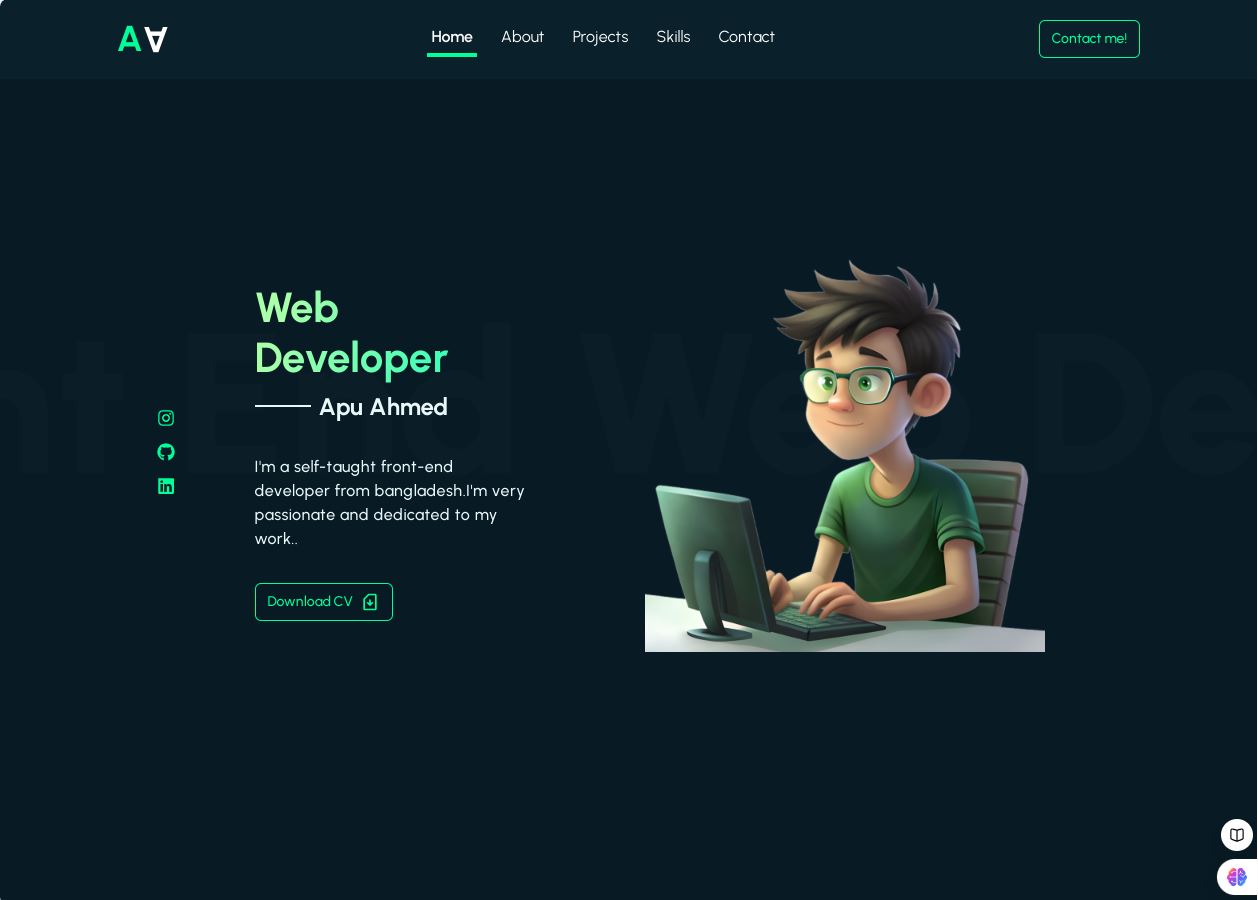 A∀
Home About Projects Skills Contact
Contact me!
nt End Web De
Web
Developer
Apu Ahmed
I'm a self-taught front-end
developer from bangladesh.I'm very
passionate and dedicated to my
work..
Download CV